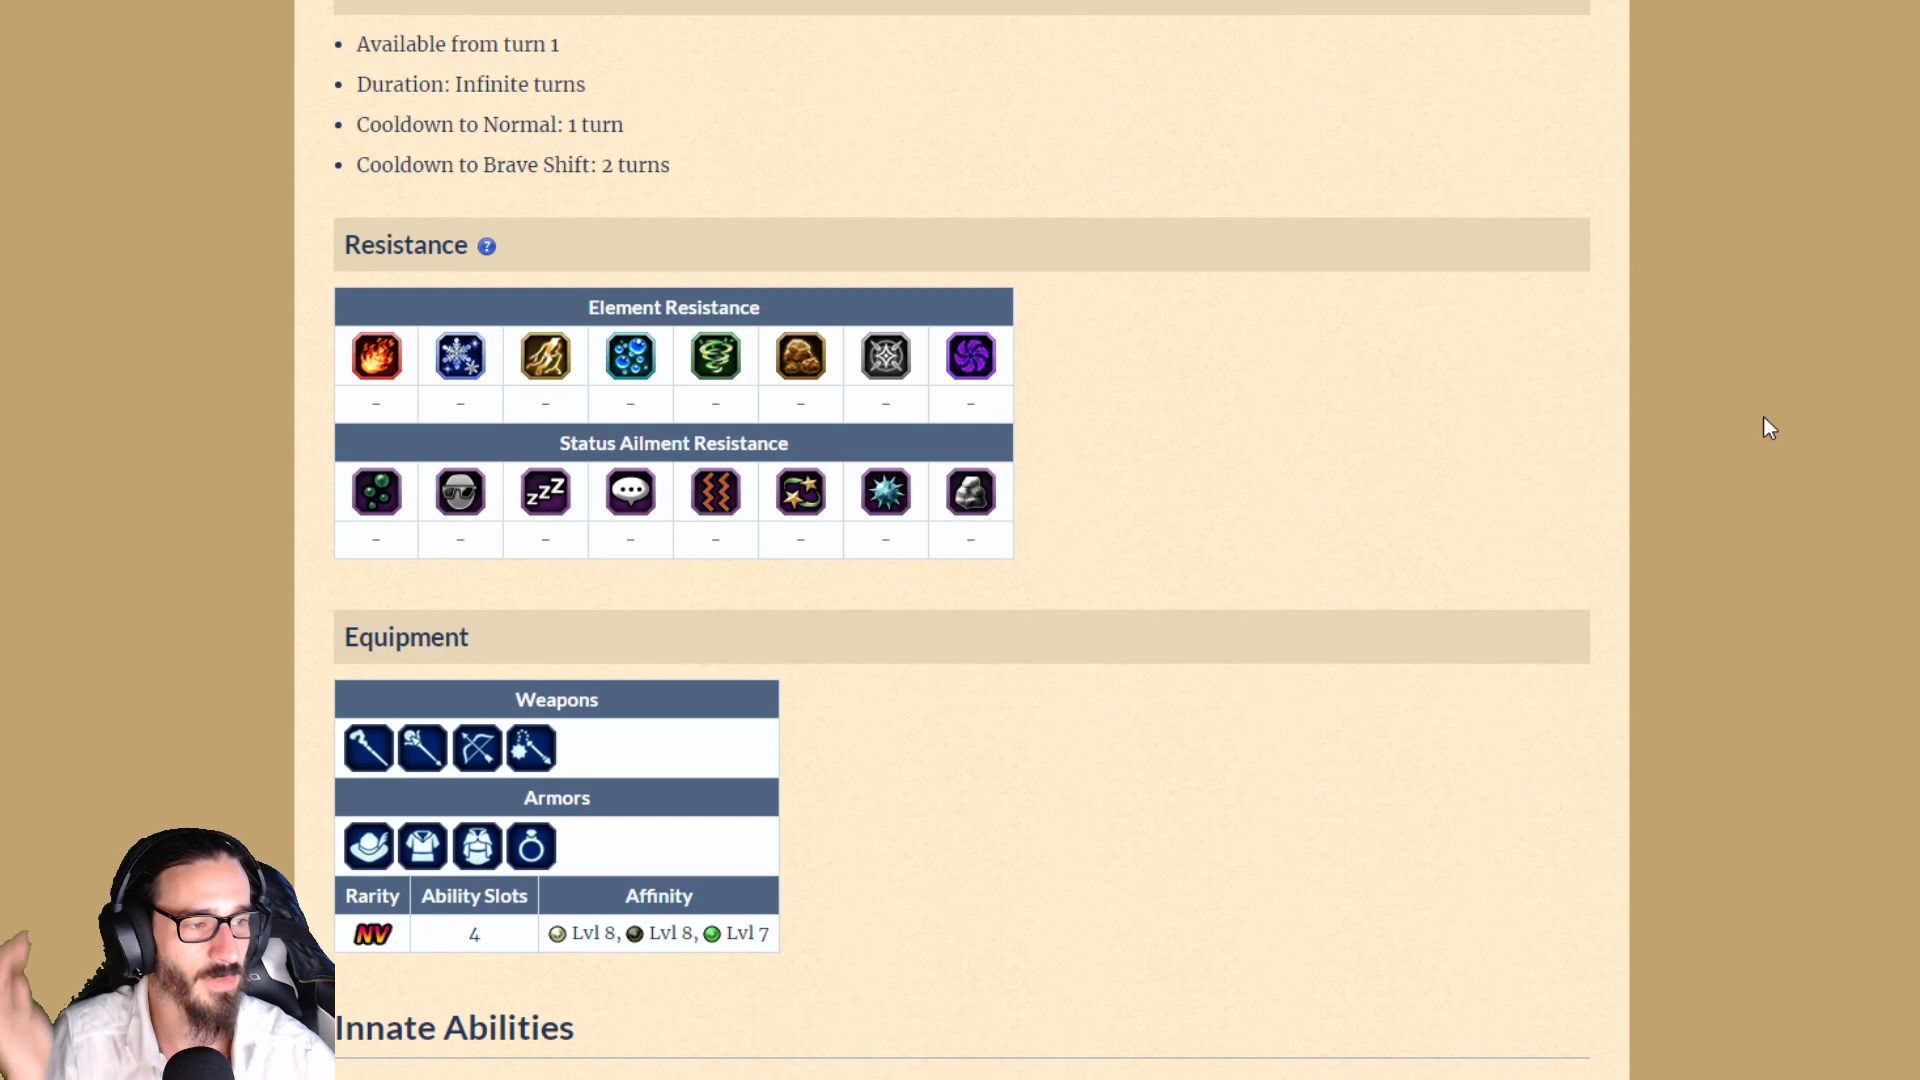 Available from turn 1
Duration: Infinite turns
Cooldown to Normal: 1 turn
Cooldown to Brave Shift: 2 turns
Resistance ?
Element Resistance
– – – – – – – –
Status Ailment Resistance
zzZ
– – – – – – – –
Equipment
Weapons
Armors
Rarity Ability Slots Affinity
NV 4 Lvl 8, Lvl 8, Lvl 7
Innate Abilities